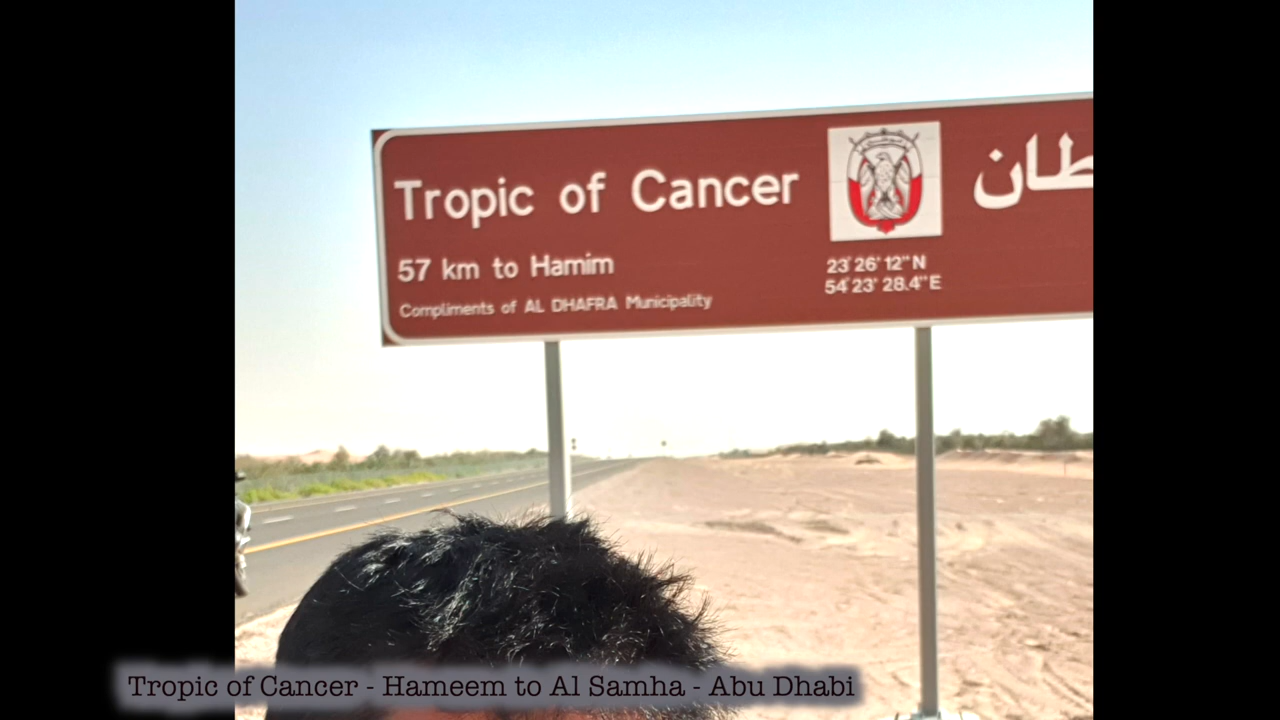 Tropic of Cancer
57 km to Hamim
Compliments of AL DHAFRA Municipality
23° 26' 12" N
54° 23' 28.4" E
Tropic of Cancer - Hameem to Al Samha - Abu Dhabi